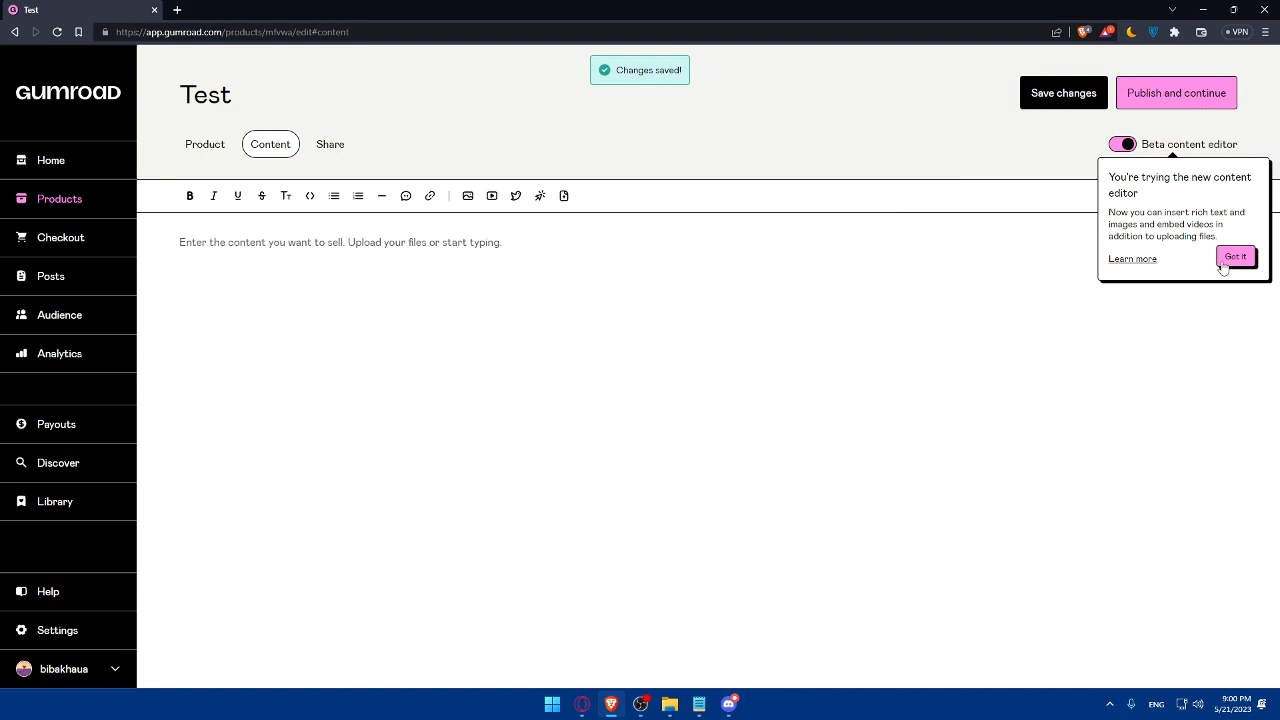 Test
https://app.gumroad.com/products/mfvwa/edit#content
VPN
GUMROAD
Home
Products
Checkout
Posts
Audience
Analytics
Payouts
Discover
Library
Help
Settings
bibakhaua
Changes saved!
Test
Save changes
Publish and continue
Product
Content
Share
Beta content editor
You're trying the new content
editor
Now you can insert rich text and
images and embed videos in
addition to uploading files.
Learn more
Got it
B I U S TT
Enter the content you want to sell. Upload your files or start typing.
ENG
9:00 PM
5/21/2023